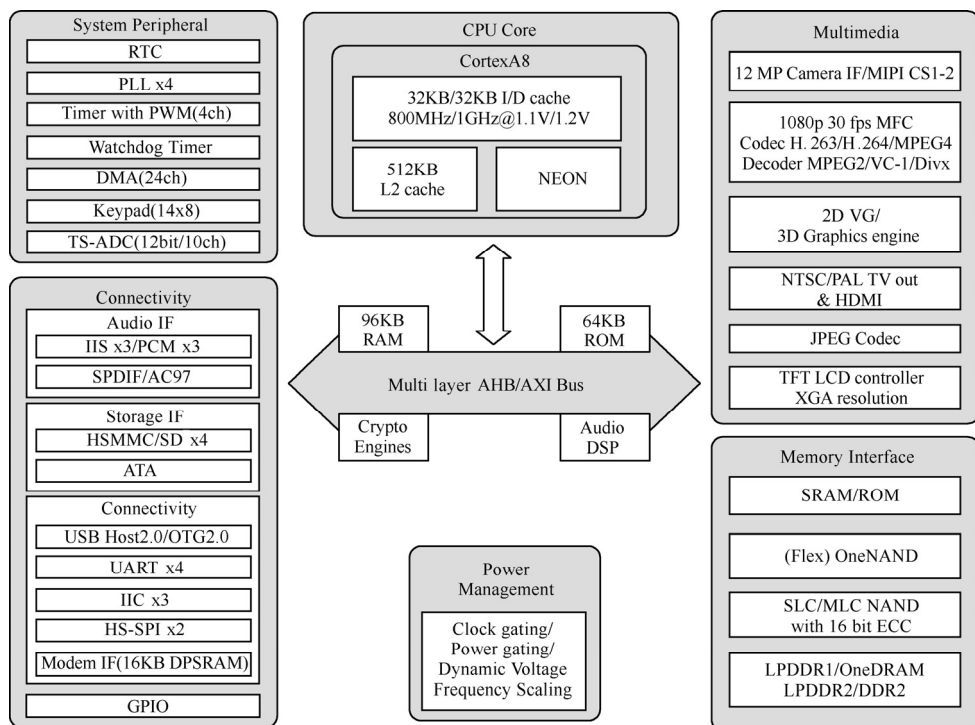 System Peripheral
RTC
PLL x4
Timer with PWM(4ch)
Watchdog Timer
DMA(24ch)
Keypad(14x8)
TS-ADC(12bit/10ch)
Connectivity
Audio IF
IIS x3/PCM x3
SPDIF/AC97
Storage IF
HSMMC/SD x4
ATA
Connectivity
USB Host2.0/OTG2.0
UART x4
IIC x3
HS-SPI x2
Modem IF(16KB DPSRAM)
GPIO
CPU Core
CortexA8
32KB/32KB I/D cache
800MHz/1GHz@1.1V/1.2V
512KB
L2 cache
NEON
96KB
RAM
64KB
ROM
Multi layer AHB/AXI Bus
Crypto
Engines
Audio
DSP
Power
Management
Clock gating/
Power gating/
Dynamic Voltage
Frequency Scaling
Multimedia
12 MP Camera IF/MIPI CS1-2
1080p 30 fps MFC
Codec H. 263/H. 264/MPEG4
Decoder MPEG2/VC-1/Divx
2D VG/
3D Graphics engine
NTSC/PAL TV out
& HDMI
JPEG Codec
TFT LCD controller
XGA resolution
Memory Interface
SRAM/ROM
(Flex) OneNAND
SLC/MLC NAND
with 16 bit ECC
LPDDR1/OneDRAM
LPDDR2/DDR2